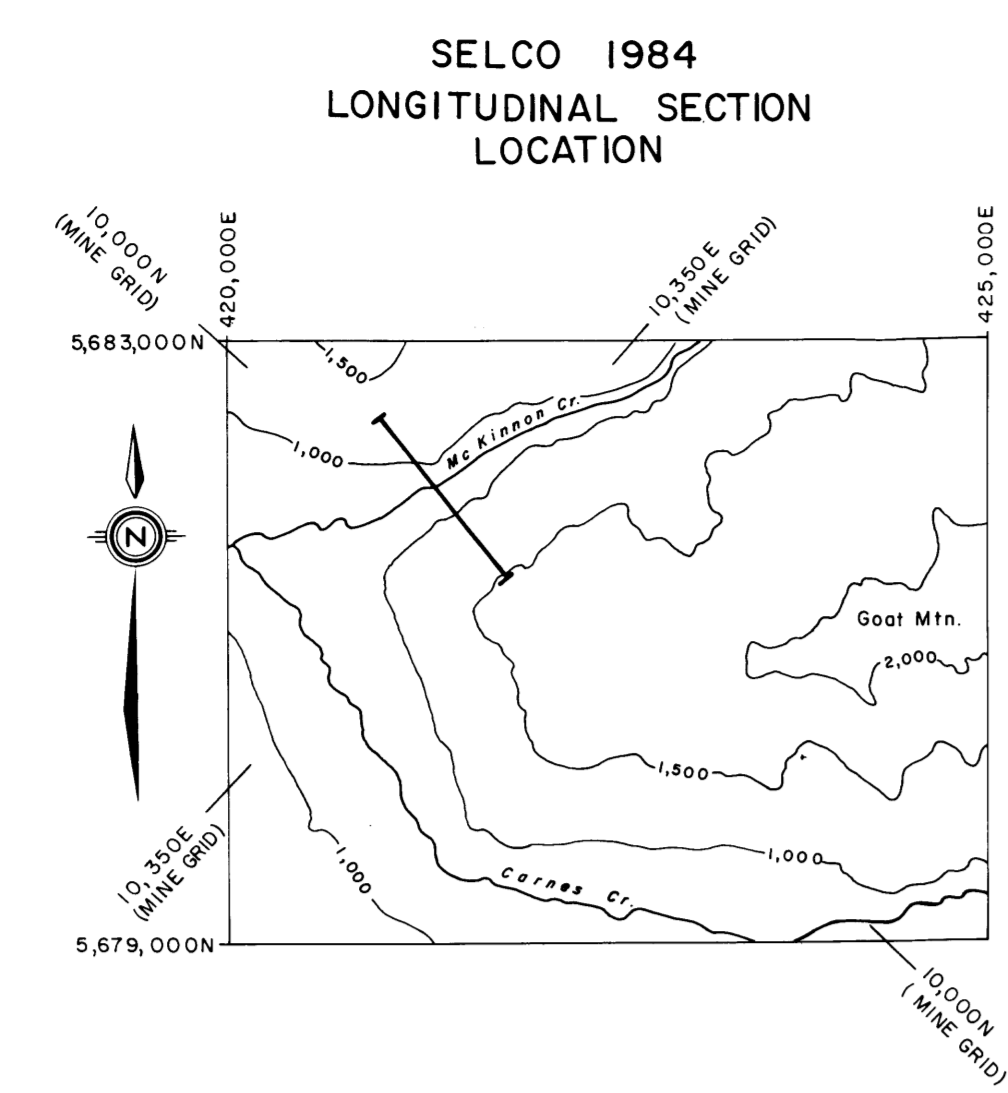 SELCO 1984
LONGITUDINAL SECTION
LOCATION
10,000N
(MINE GRID)
420,000E
10,350E
(MINE GRID)
425,000E
5,683,000N
1,500
1,000
Mc Kinnon Cr.
N
Goat Mtn.
2,000
1,500
10,350E
(MINE GRID)
1,000
1,000
Carnes Cr.
5,679,000N
10,000N
( MINE GRID)